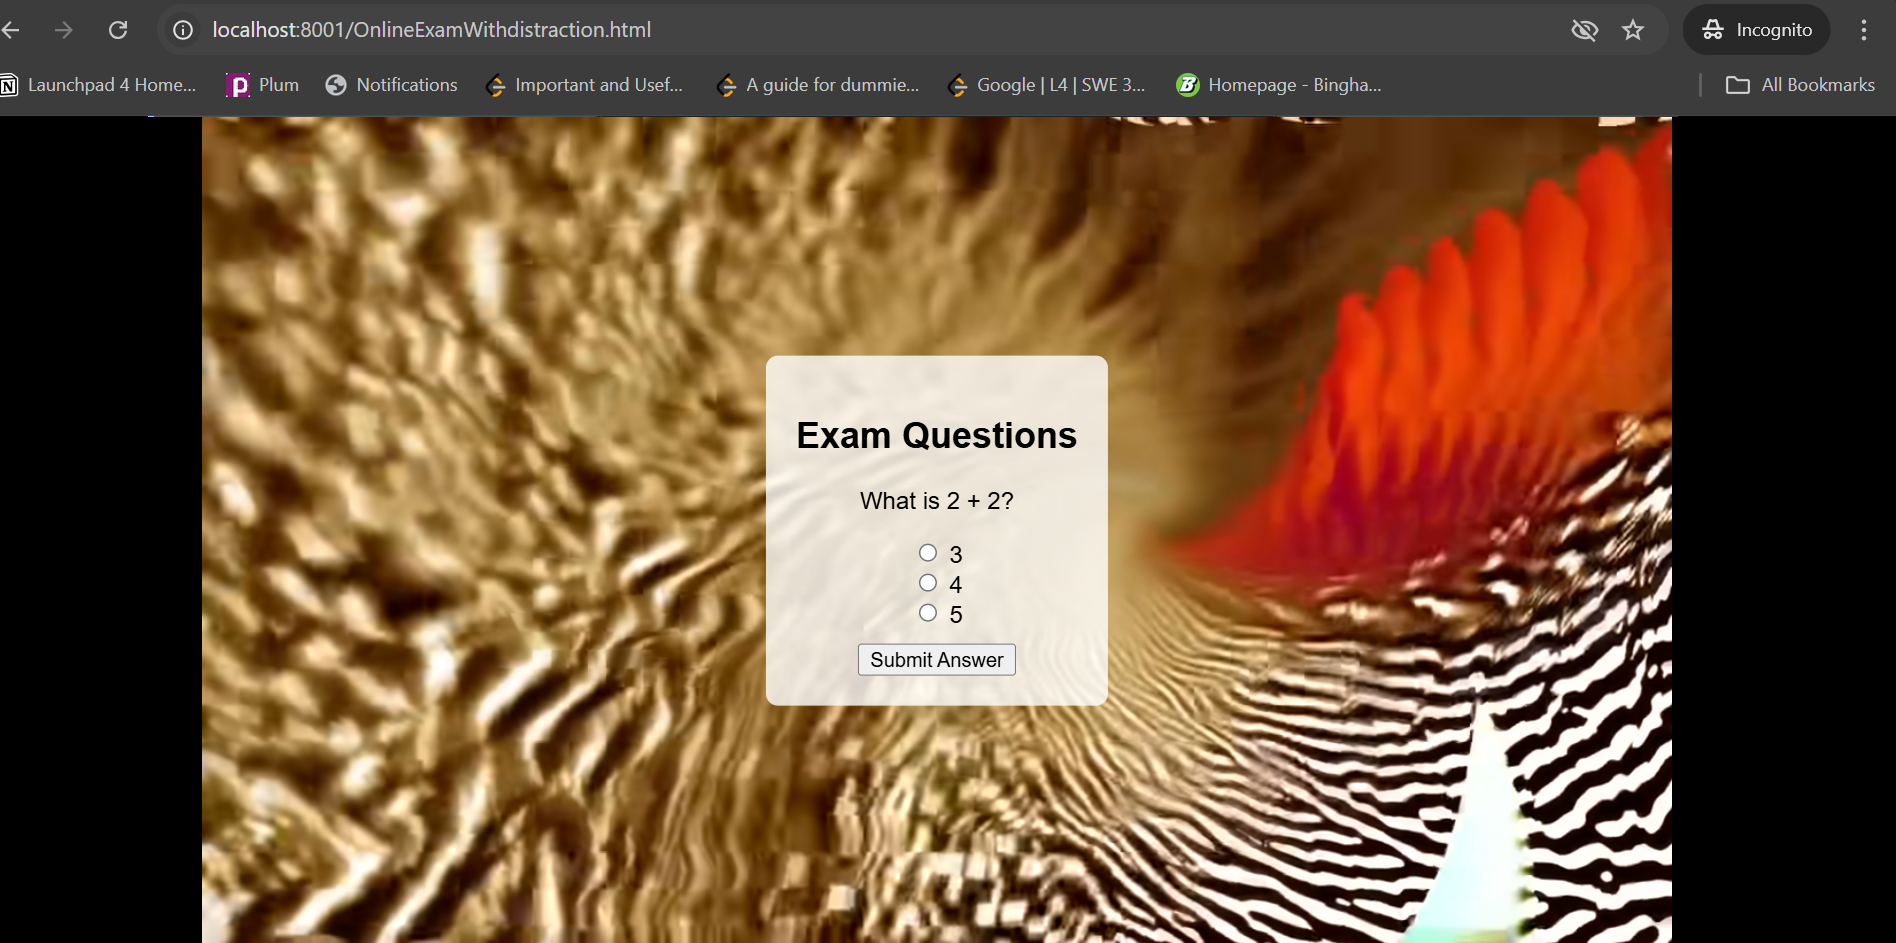 localhost:8001/OnlineExamWithdistraction.html
Incognito
Launchpad 4 Home...
Plum
Notifications
Important and Usef...
A guide for dummie...
Google | L4 | SWE 3...
Homepage - Bingha...
All Bookmarks
Exam Questions
What is 2 + 2?
3
4
5
Submit Answer